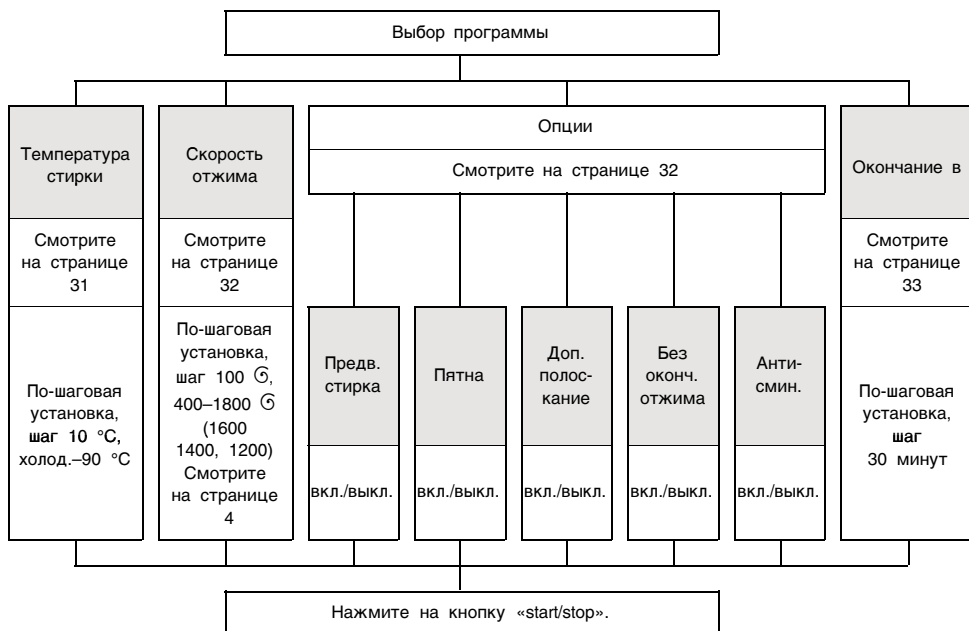 Выбор программы
Температура
стирки
Смотрите
на странице
31
По-шаговая
установка,
шаг 10 °C,
холод.–90 °C
Скорость
отжима
Смотрите
на странице
32
По-шаговая
установка,
шаг 100
400–1800
(1600
1400, 1200)
Смотрите
на странице
4
Опции
Смотрите на странице 32
Предв.
стирка
вкл./выкл.
Пятна
вкл./выкл.
Доп.
полос-
кание
вкл./выкл.
Без
оконч.
отжима
вкл./выкл.
Анти-
смин.
вкл./выкл.
Окончание в
Смотрите
на странице
33
По-шаговая
установка,
шаг
30 минут
Нажмите на кнопку «start/stop».